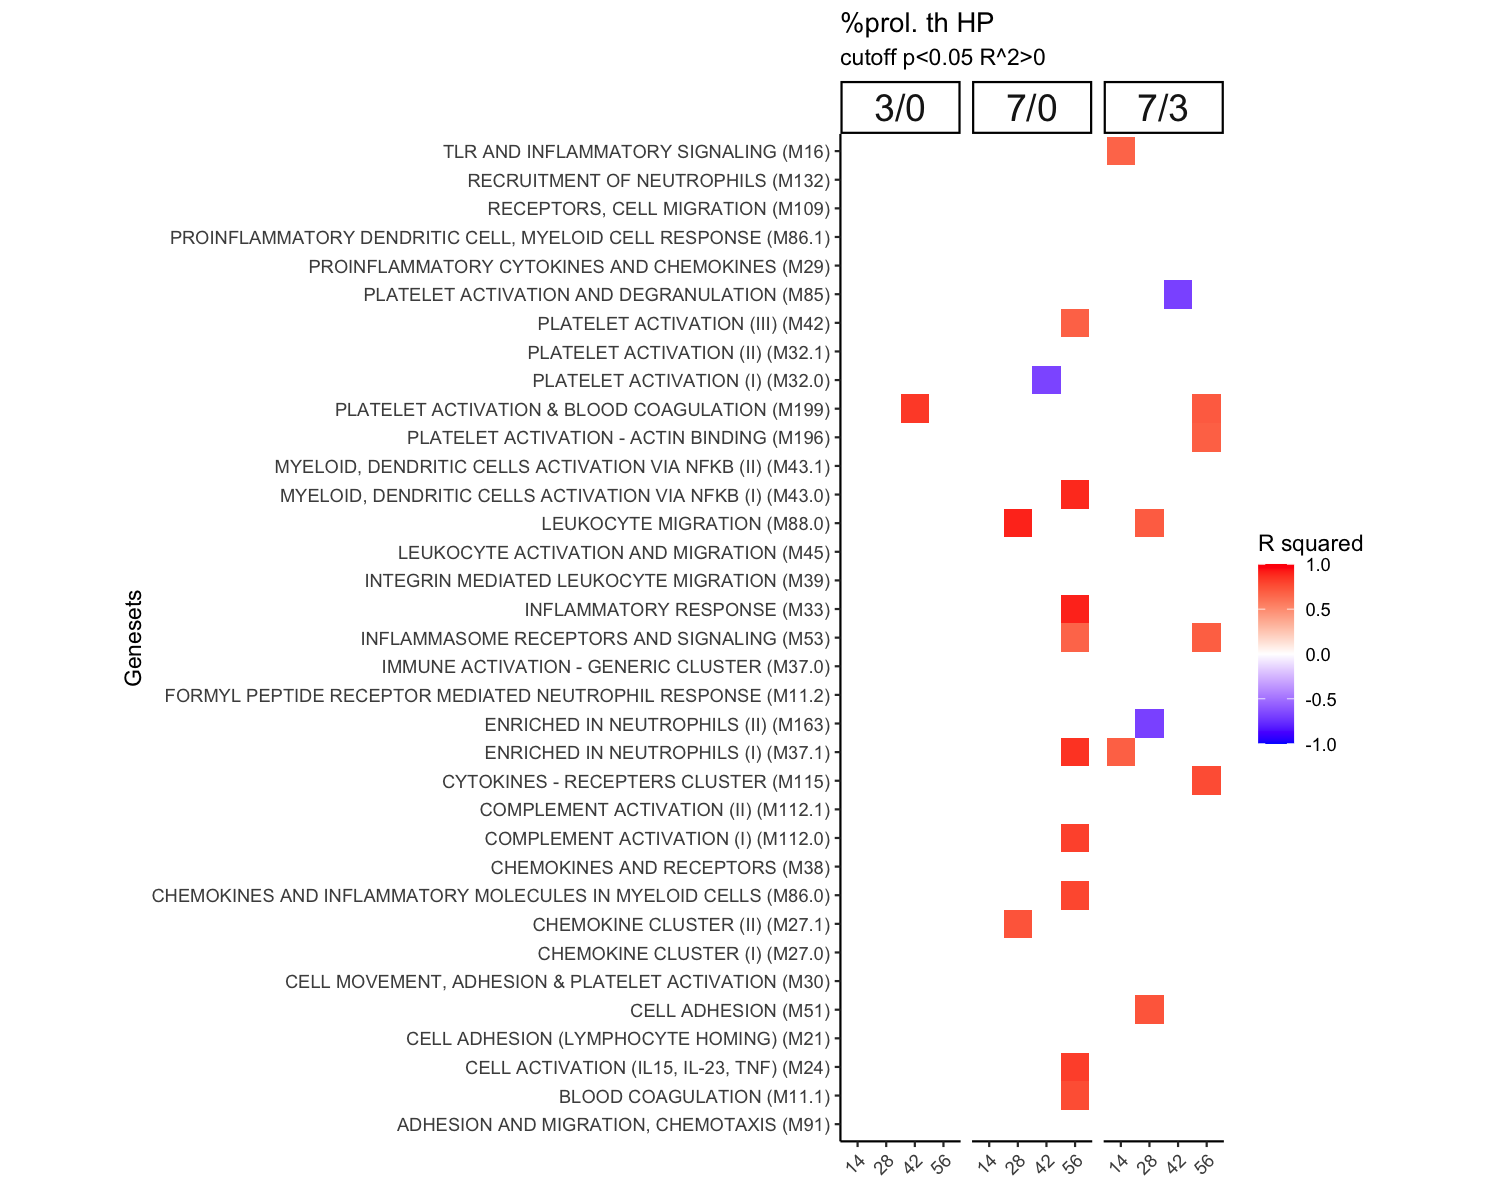 %prol. th HP
cutoff p<0.05 R^2>0
3/0 7/0 7/3
TLR AND INFLAMMATORY SIGNALING (M16)
RECRUITMENT OF NEUTROPHILS (M132)
RECEPTORS, CELL MIGRATION (M109)
PROINFLAMMATORY DENDRITIC CELL, MYELOID CELL RESPONSE (M86.1)
PROINFLAMMATORY CYTOKINES AND CHEMOKINES (M29)
PLATELET ACTIVATION AND DEGRANULATION (M85)
PLATELET ACTIVATION (III) (M42)
PLATELET ACTIVATION (II) (M32.1)
PLATELET ACTIVATION (I) (M32.0)
PLATELET ACTIVATION & BLOOD COAGULATION (M199)
PLATELET ACTIVATION - ACTIN BINDING (M196)
MYELOID, DENDRITIC CELLS ACTIVATION VIA NFKB (II) (M43.1)
MYELOID, DENDRITIC CELLS ACTIVATION VIA NFKB (I) (M43.0)
LEUKOCYTE MIGRATION (M88.0)
LEUKOCYTE ACTIVATION AND MIGRATION (M45)
INTEGRIN MEDIATED LEUKOCYTE MIGRATION (M39)
INFLAMMATORY RESPONSE (M33)
INFLAMMASOME RECEPTORS AND SIGNALING (M53)
IMMUNE ACTIVATION - GENERIC CLUSTER (M37.0)
FORMYL PEPTIDE RECEPTOR MEDIATED NEUTROPHIL RESPONSE (M11.2)
ENRICHED IN NEUTROPHILS (II) (M163)
ENRICHED IN NEUTROPHILS (I) (M37.1)
CYTOKINES - RECEPTERS CLUSTER (M115)
COMPLEMENT ACTIVATION (II) (M112.1)
COMPLEMENT ACTIVATION (I) (M112.0)
CHEMOKINES AND RECEPTORS (M38)
CHEMOKINES AND INFLAMMATORY MOLECULES IN MYELOID CELLS (M86.0)
CHEMOKINE CLUSTER (II) (M27.1)
CHEMOKINE CLUSTER (I) (M27.0)
CELL MOVEMENT, ADHESION & PLATELET ACTIVATION (M30)
CELL ADHESION (M51)
CELL ADHESION (LYMPHOCYTE HOMING) (M21)
CELL ACTIVATION (IL15, IL-23, TNF) (M24)
BLOOD COAGULATION (M11.1)
ADHESION AND MIGRATION, CHEMOTAXIS (M91)
Genesets
14 28 42 56 14 28 42 56 14 28 42 56
R squared
1.0
0.5
0.0
-0.5
-1.0